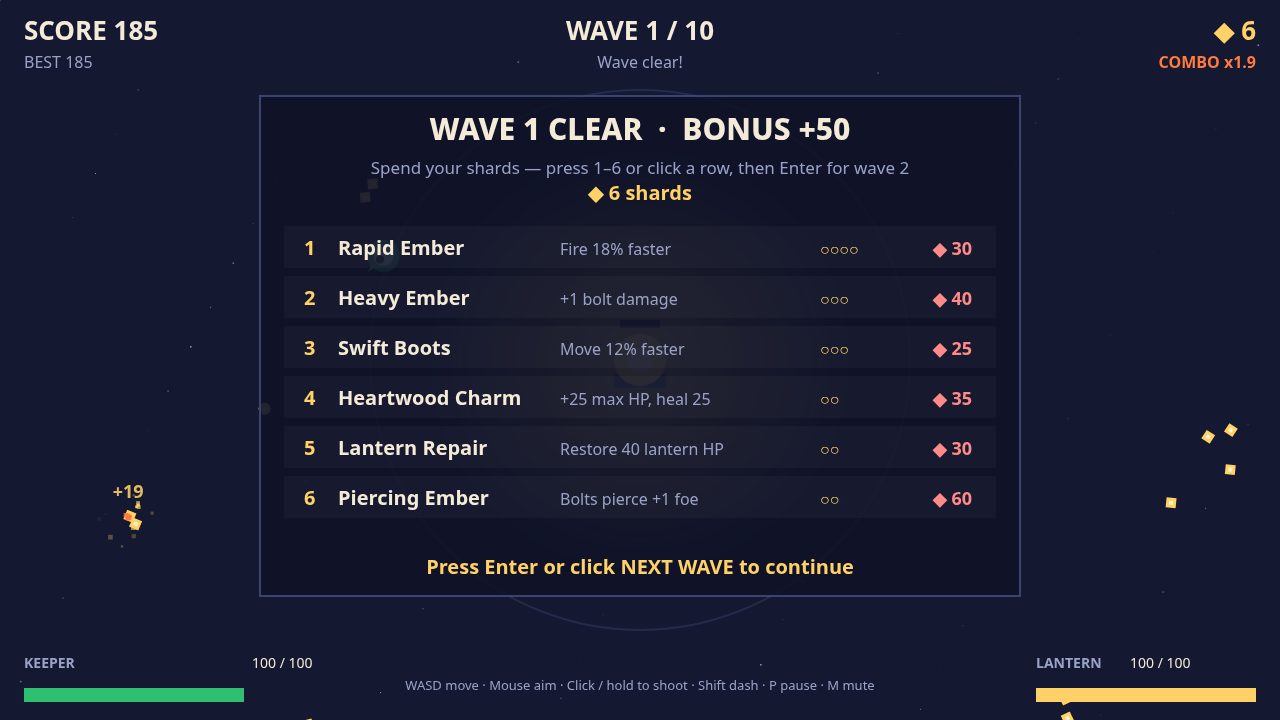 SCORE 185
WAVE 1 / 10
◆ 6
BEST 185
Wave clear!
COMBO x1.9
WAVE 1 CLEAR · BONUS +50
Spend your shards — press 1–6 or click a row, then Enter for wave 2
◆ 6 shards
1 Rapid Ember Fire 18% faster ○○○○ ◆ 30
2 Heavy Ember +1 bolt damage ○○○ ◆ 40
3 Swift Boots Move 12% faster ○○○ ◆ 25
4 Heartwood Charm +25 max HP, heal 25 ○○ ◆ 35
5 Lantern Repair Restore 40 lantern HP ○○ ◆ 30
6 Piercing Ember Bolts pierce +1 foe ○○ ◆ 60
+19
Press Enter or click NEXT WAVE to continue
KEEPER 100 / 100
LANTERN 100 / 100
WASD move · Mouse aim · Click / hold to shoot · Shift dash · P pause · M mute